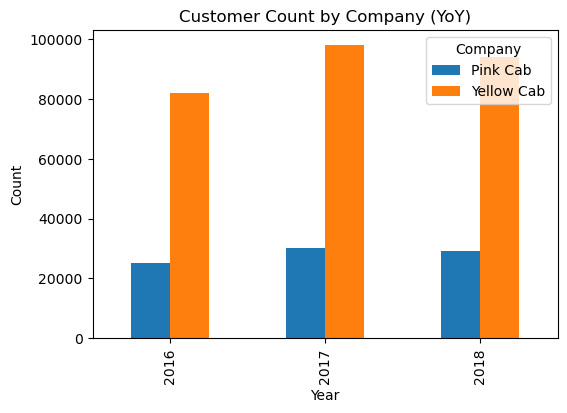 Customer Count by Company (YoY)
Company
Pink Cab
Yellow Cab
Count
100000
80000
60000
40000
20000
0
2016
2017
2018
Year